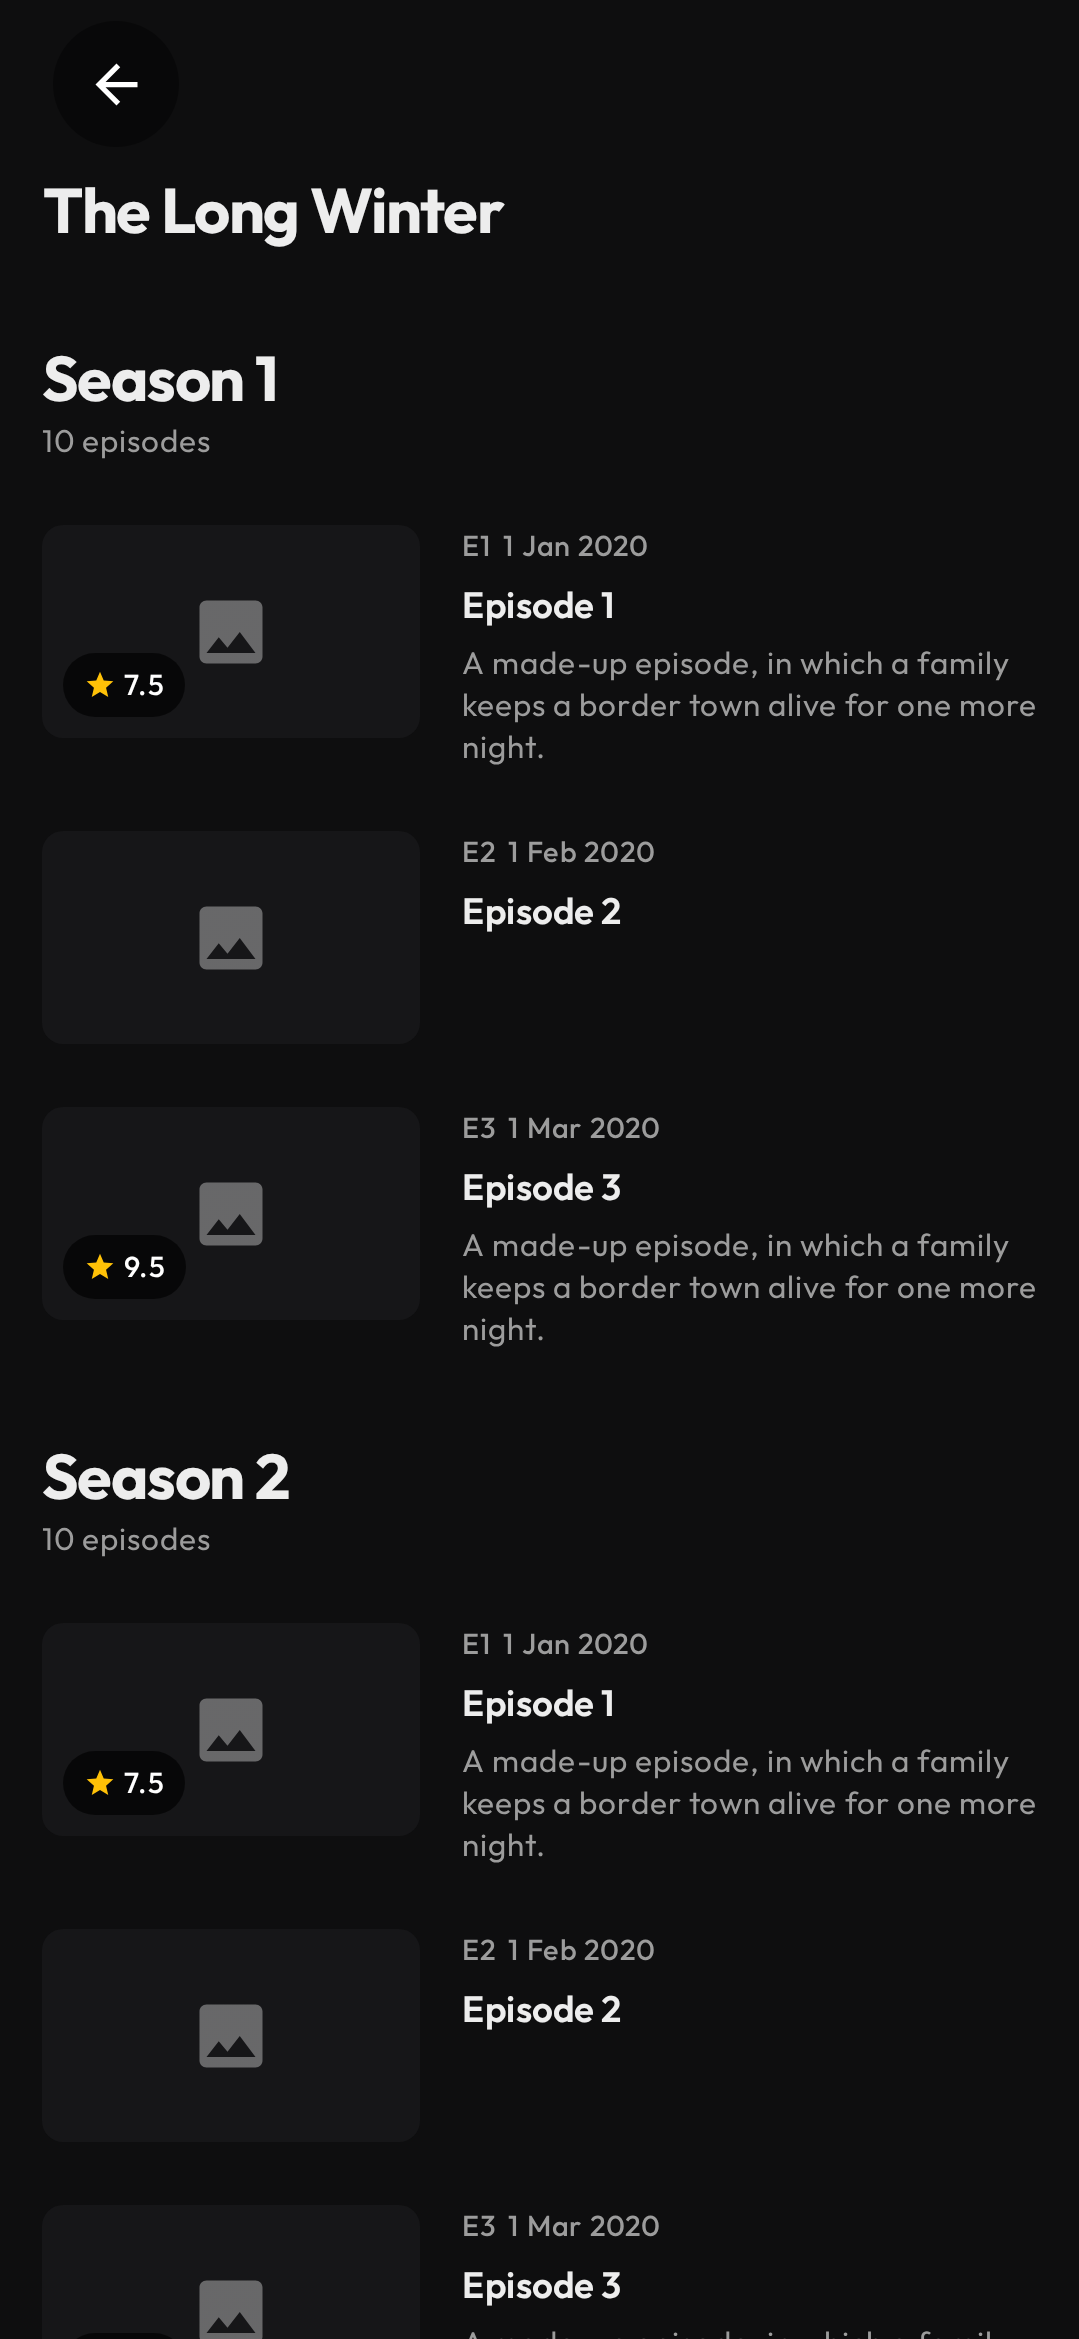 The Long Winter
Season 1
10 episodes
E1 1 Jan 2020
Episode 1
A made-up episode, in which a family
keeps a border town alive for one more
night.
7.5
E2 1 Feb 2020
Episode 2
E3 1 Mar 2020
Episode 3
A made-up episode, in which a family
keeps a border town alive for one more
night.
9.5
Season 2
10 episodes
E1 1 Jan 2020
Episode 1
A made-up episode, in which a family
keeps a border town alive for one more
night.
7.5
E2 1 Feb 2020
Episode 2
E3 1 Mar 2020
Episode 3